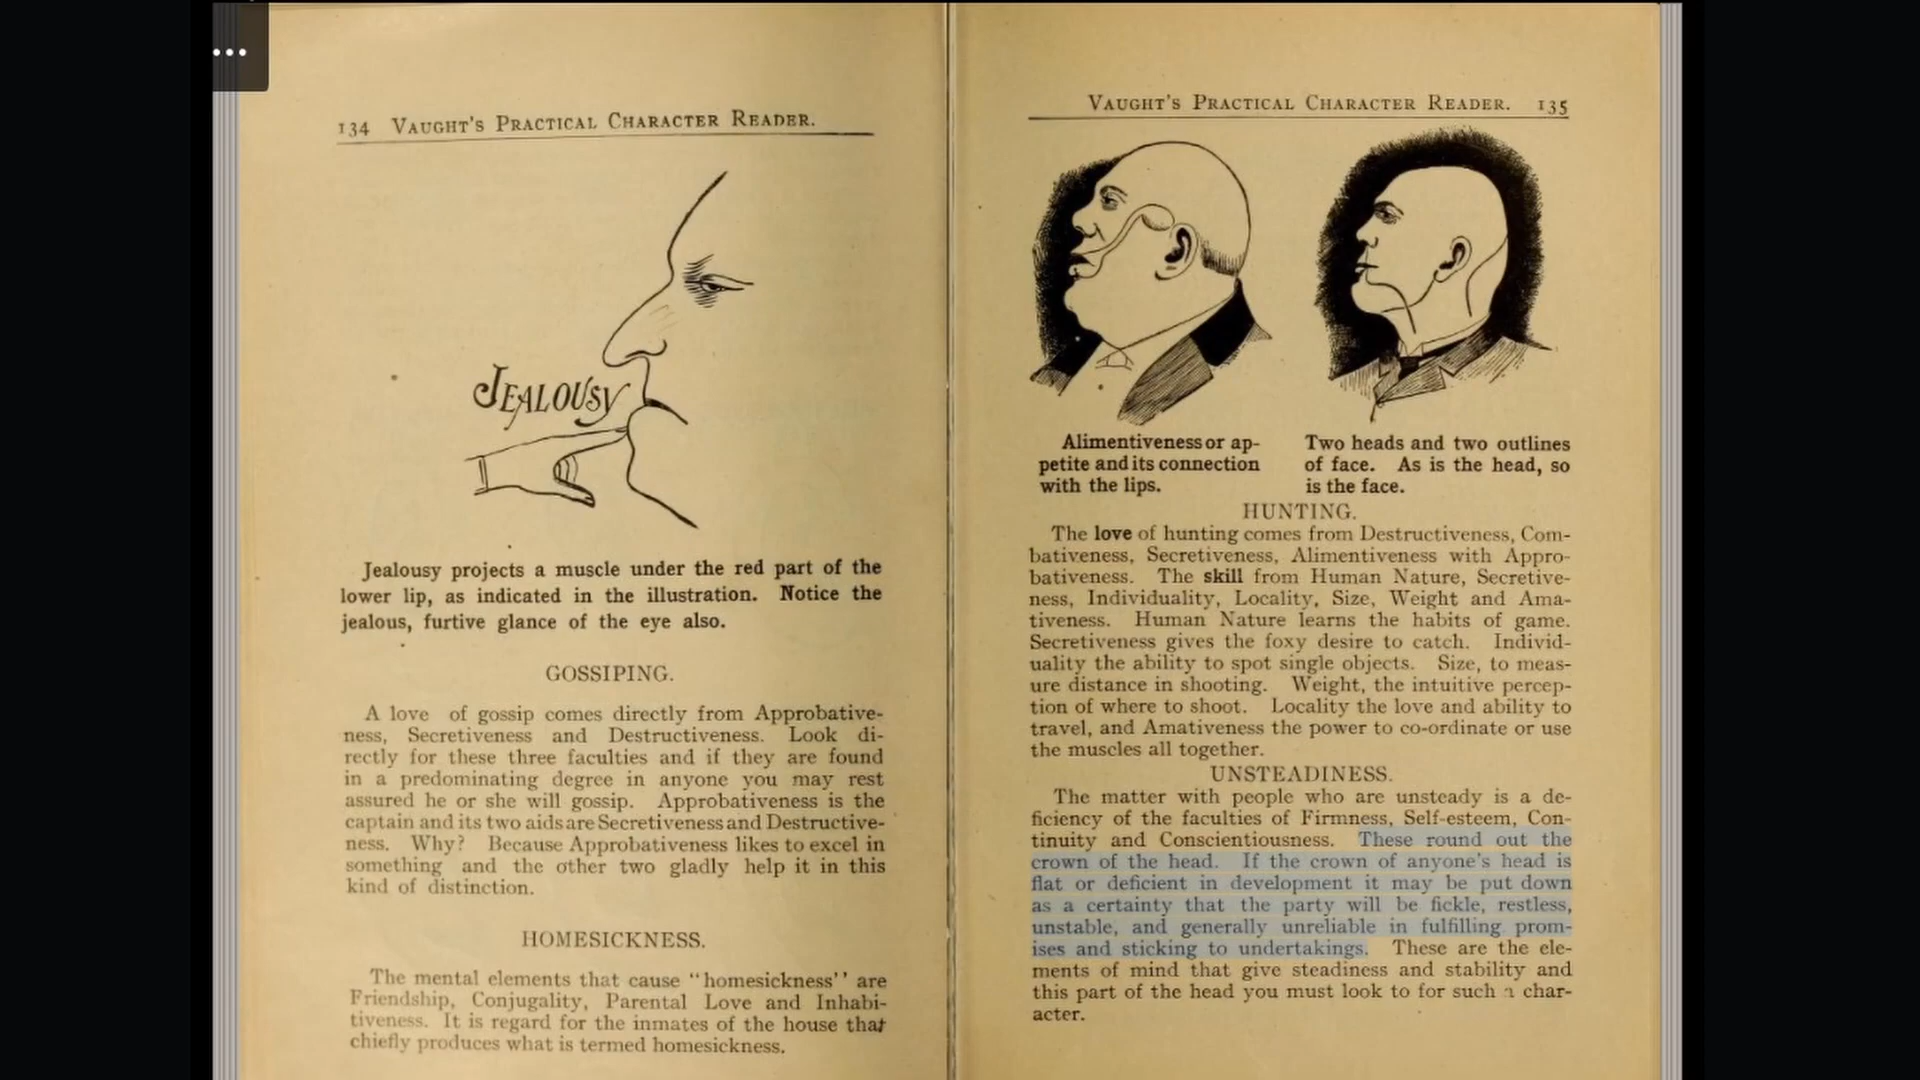 134 VAUGHT'S PRACTICAL CHARACTER READER.
JEALOUSY
Jealousy projects a muscle under the red part of the
lower lip, as indicated in the illustration. Notice the
jealous, furtive glance of the eye also.
GOSSIPING.
A love of gossip comes directly from Approbative-
ness, Secretiveness and Destructiveness. Look di-
rectly for these three faculties and if they are found
in a predominating degree in anyone you may rest
assured he or she will gossip. Approbativeness is the
captain and its two aids are Secretiveness and Destructive-
ness. Why? Because Approbativeness likes to excel in
something and the other two gladly help it in this
kind of distinction.
HOMESICKNESS.
The mental elements that cause "homesickness" are
Friendship, Conjugality, Parental Love and Inhabi-
tiveness. It is regard for the inmates of the house that
chiefly produces what is termed homesickness.
VAUGHT'S PRACTICAL CHARACTER READER. 135
Alimentiveness or ap-
petite and its connection
with the lips.
Two heads and two outlines
of face. As is the head, so
is the face.
HUNTING.
The love of hunting comes from Destructiveness, Com-
bativeness, Secretiveness, Alimentiveness with Appro-
bativeness. The skill from Human Nature, Secretive-
ness, Individuality, Locality, Size, Weight and Ama-
tiveness. Human Nature learns the habits of game.
Secretiveness gives the foxy desire to catch. Individ-
uality the ability to spot single objects. Size, to meas-
ure distance in shooting. Weight, the intuitive percep-
tion of where to shoot. Locality the love and ability to
travel, and Amativeness the power to co-ordinate or use
the muscles all together.
UNSTEADINESS.
The matter with people who are unsteady is a de-
ficiency of the faculties of Firmness, Self-esteem, Con-
tinuity and Conscientiousness. These round out the
crown of the head. If the crown of anyone's head is
flat or deficient in development it may be put down
as a certainty that the party will be fickle, restless,
unstable, and generally unreliable in fulfilling prom-
ises and sticking to undertakings. These are the ele-
ments of mind that give steadiness and stability and
this part of the head you must look to for such a char-
acter.